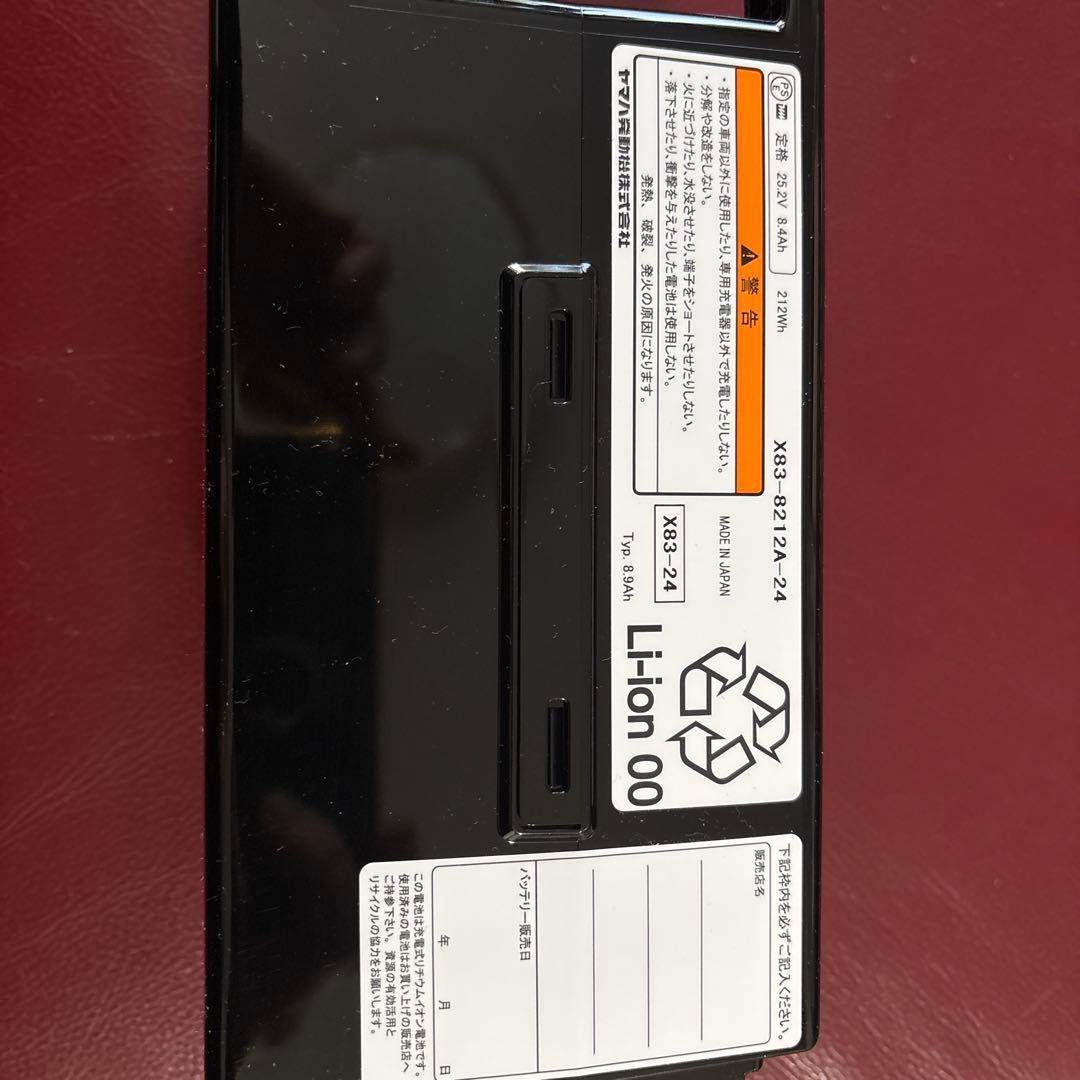 PS
E
定格 25.2V 8.4Ah
212Wh
X83-8212A-24
警告
・指定の車両以外に使用したり、専用充電器以外で充電したりしない。
・分解や改造をしない。
・火に近づけたり、水没させたり、端子をショートさせたりしない。
・落下させたり、衝撃を与えたりした電池は使用しない。
発熱、破裂、発火の原因になります。
ヤマハ発動機株式会社
MADE IN JAPAN
X83-24
Typ. 8.9Ah
Li-ion 00
下記枠内を必ずご記入ください。
販売店名
バッテリー販売日
年 月 日
この電池は充電式リチウムイオン電池です。
使用済みの電池はお買い上げの販売店へ
ご持参下さい。資源の有効活用と
リサイクルの協力をお願いします。